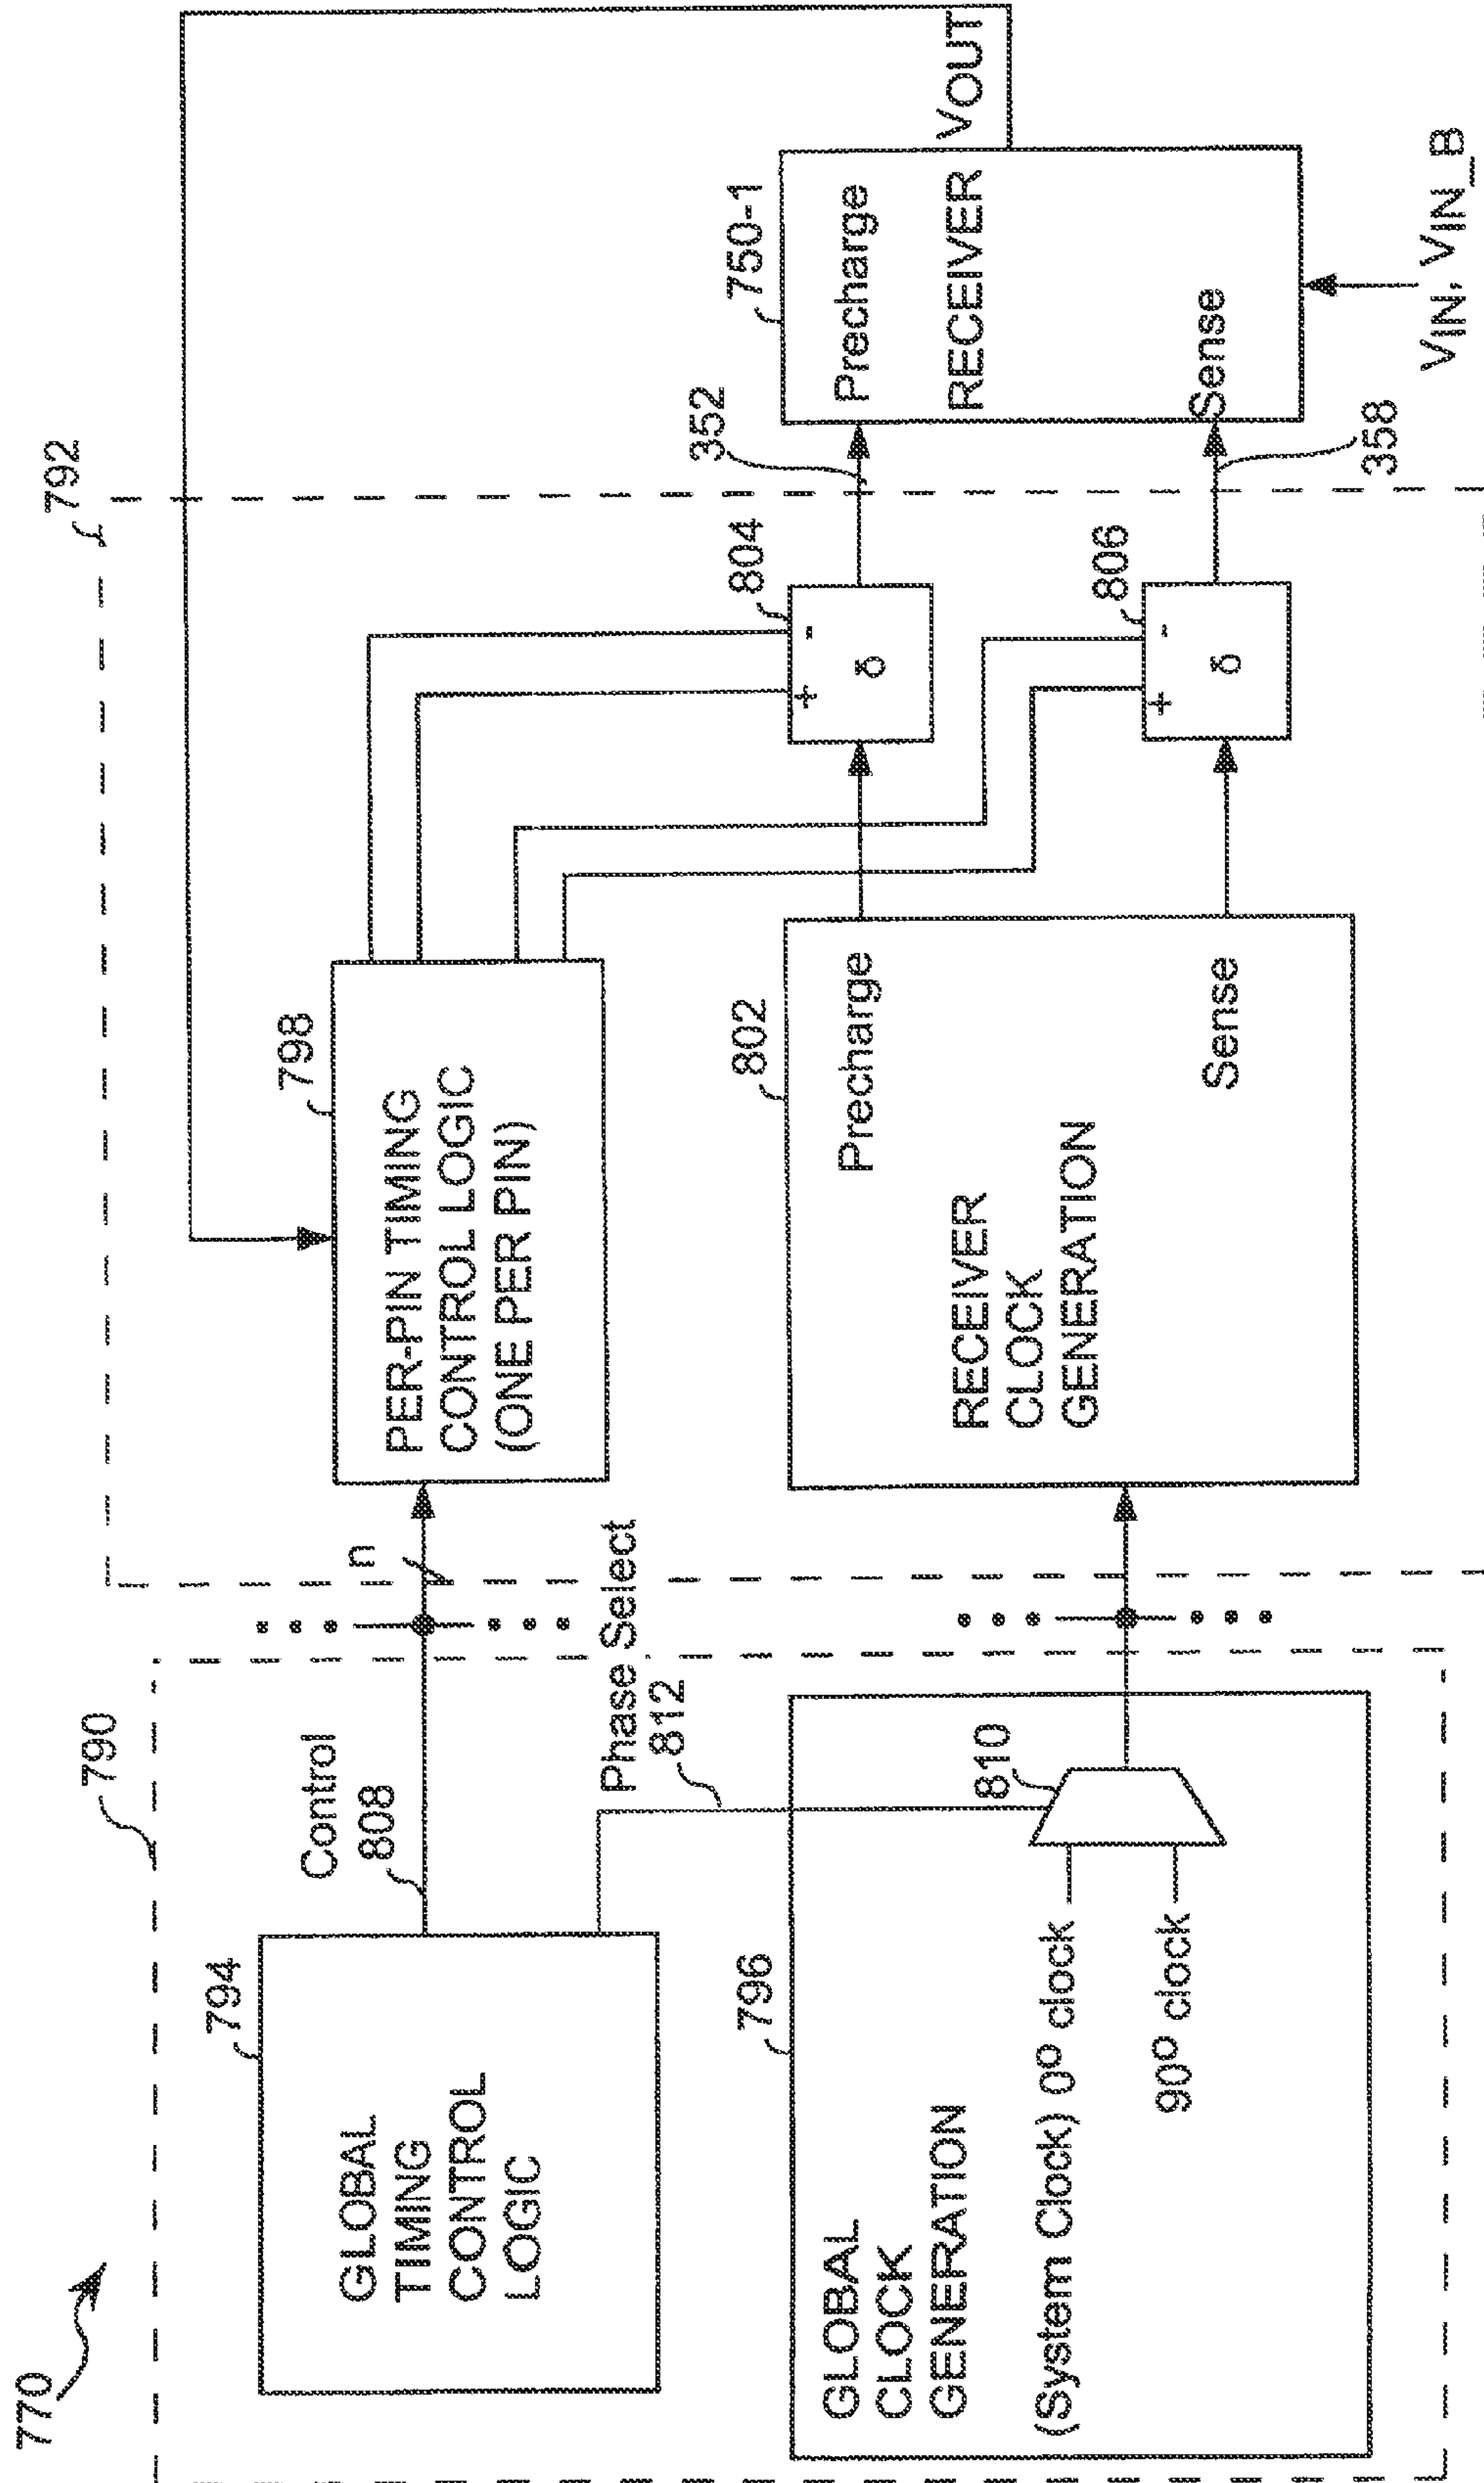 770
790
792
794
GLOBAL
TIMING
CONTROL
LOGIC
Control
808
n
Phase Select
812
798
PER-PIN TIMING
CONTROL LOGIC
(ONE PER PIN)
796
GLOBAL
CLOCK
GENERATION
(System Clock) 0º clock
90º clock
810
802
Precharge
RECEIVER
CLOCK
GENERATION
Sense
804
+ -
δ
806
+ -
δ
352
358
750-1
Precharge
RECEIVER
Sense
VOUT
VIN, VIN_B